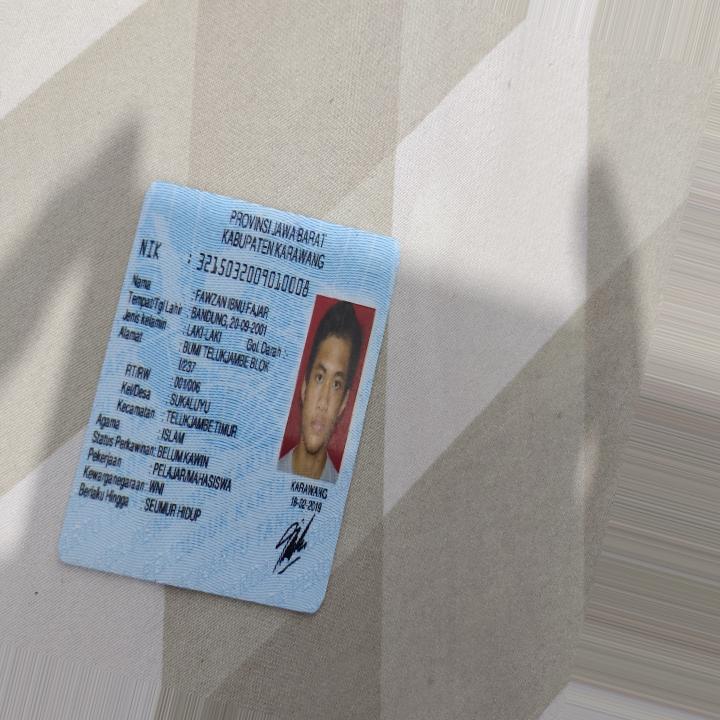 PROVINSI JAWA BARAT
KABUPATEN KARAWANG
NIK : 3215032009010008
Nama : FAWZAN IBNU FAJAR
Tempat/Tgl Lahir : BANDUNG, 20-09-2001
Jenis kelamin : LAKI-LAKI Gol. Darah : -
Alamat : BUMI TELUKJAMBE BLOK
I/237
RT/RW : 001/006
Kel/Desa : SUKALUYU
Kecamatan : TELUKJAMBE TIMUR
Agama : ISLAM
Status Perkawinan: BELUM KAWIN
Pekerjaan : PELAJAR/MAHASISWA
Kewarganegaraan: WNI
Berlaku Hingga : SEUMUR HIDUP
KARAWANG
18-02-2019